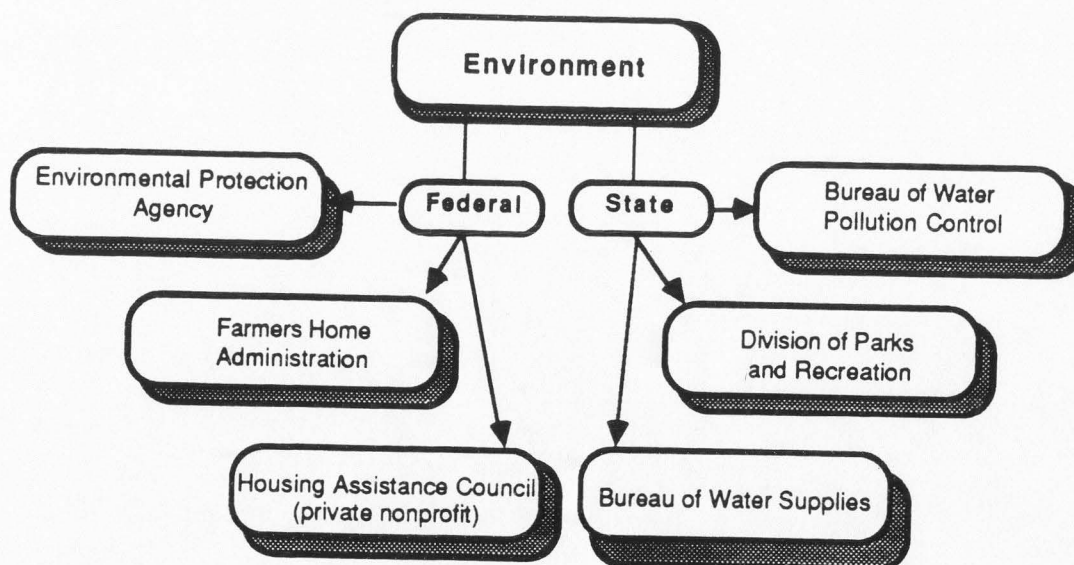 Environment
Environmental Protection
Agency
Federal
State
Bureau of Water
Pollution Control
Farmers Home
Administration
Division of Parks
and Recreation
Housing Assistance Council
(private nonprofit)
Bureau of Water Supplies